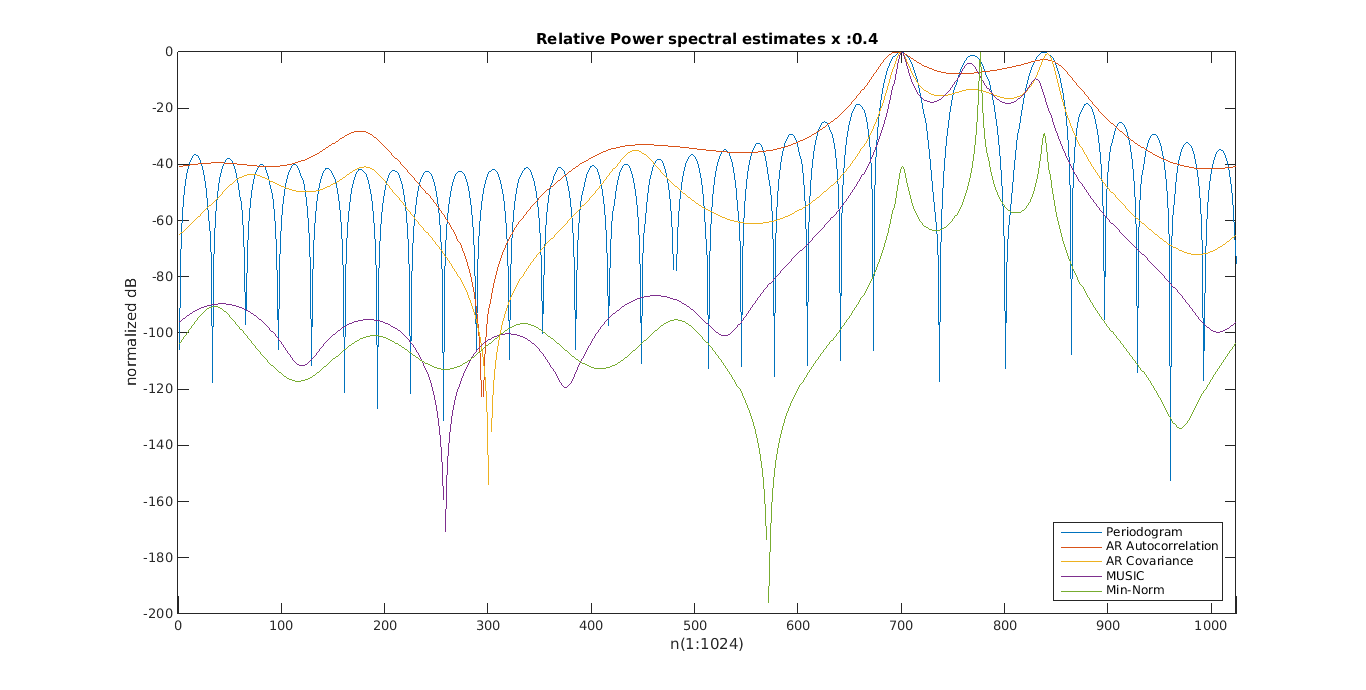 Relative Power spectral estimates x :0.4
0
-20
-40
-60
-80
-100
-120
-140
-160
-180
-200
normalized dB
0 100 200 300 400 500 600 700 800 900 1000
n(1:1024)
Periodogram
AR Autocorrelation
AR Covariance
MUSIC
Min-Norm